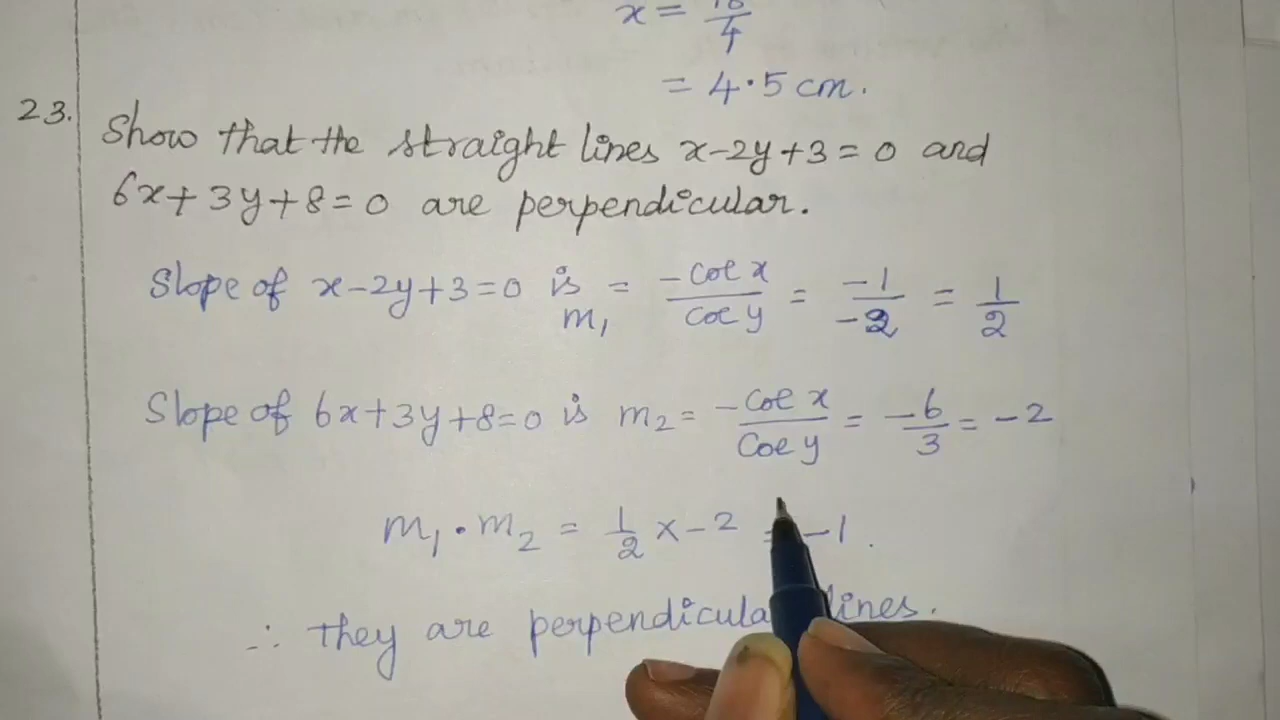 x = 18/4
= 4.5 cm.
23.
Show that the straight lines x-2y+3=0 and
6x+3y+8=0 are perpendicular.
Slope of x-2y+3=0 is m₁ = -coe x / coe y = -1/-2 = 1/2
Slope of 6x+3y+8=0 is m₂ = -coe x / coe y = -6/3 = -2
m₁ · m₂ = 1/2 x -2 = -1.
∴ they are perpendicular lines.